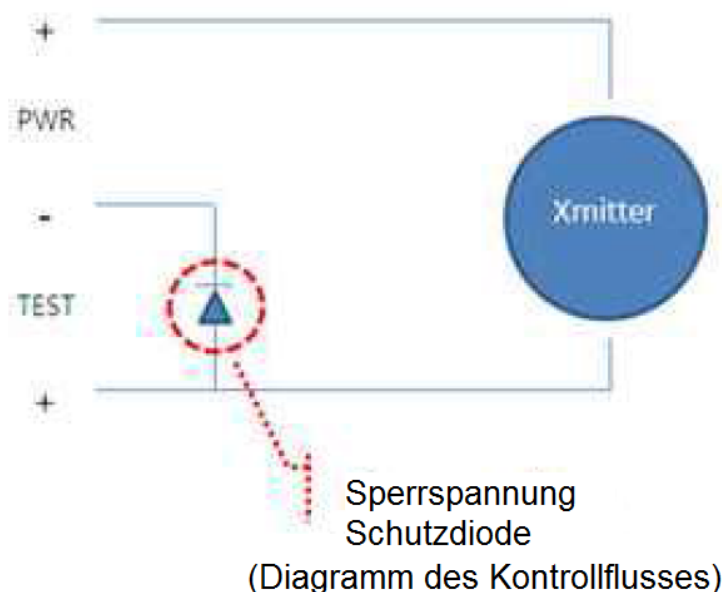 +
PWR
-
TEST
+
Xmitter
Sperrspannung
Schutzdiode
(Diagramm des Kontrollflusses)